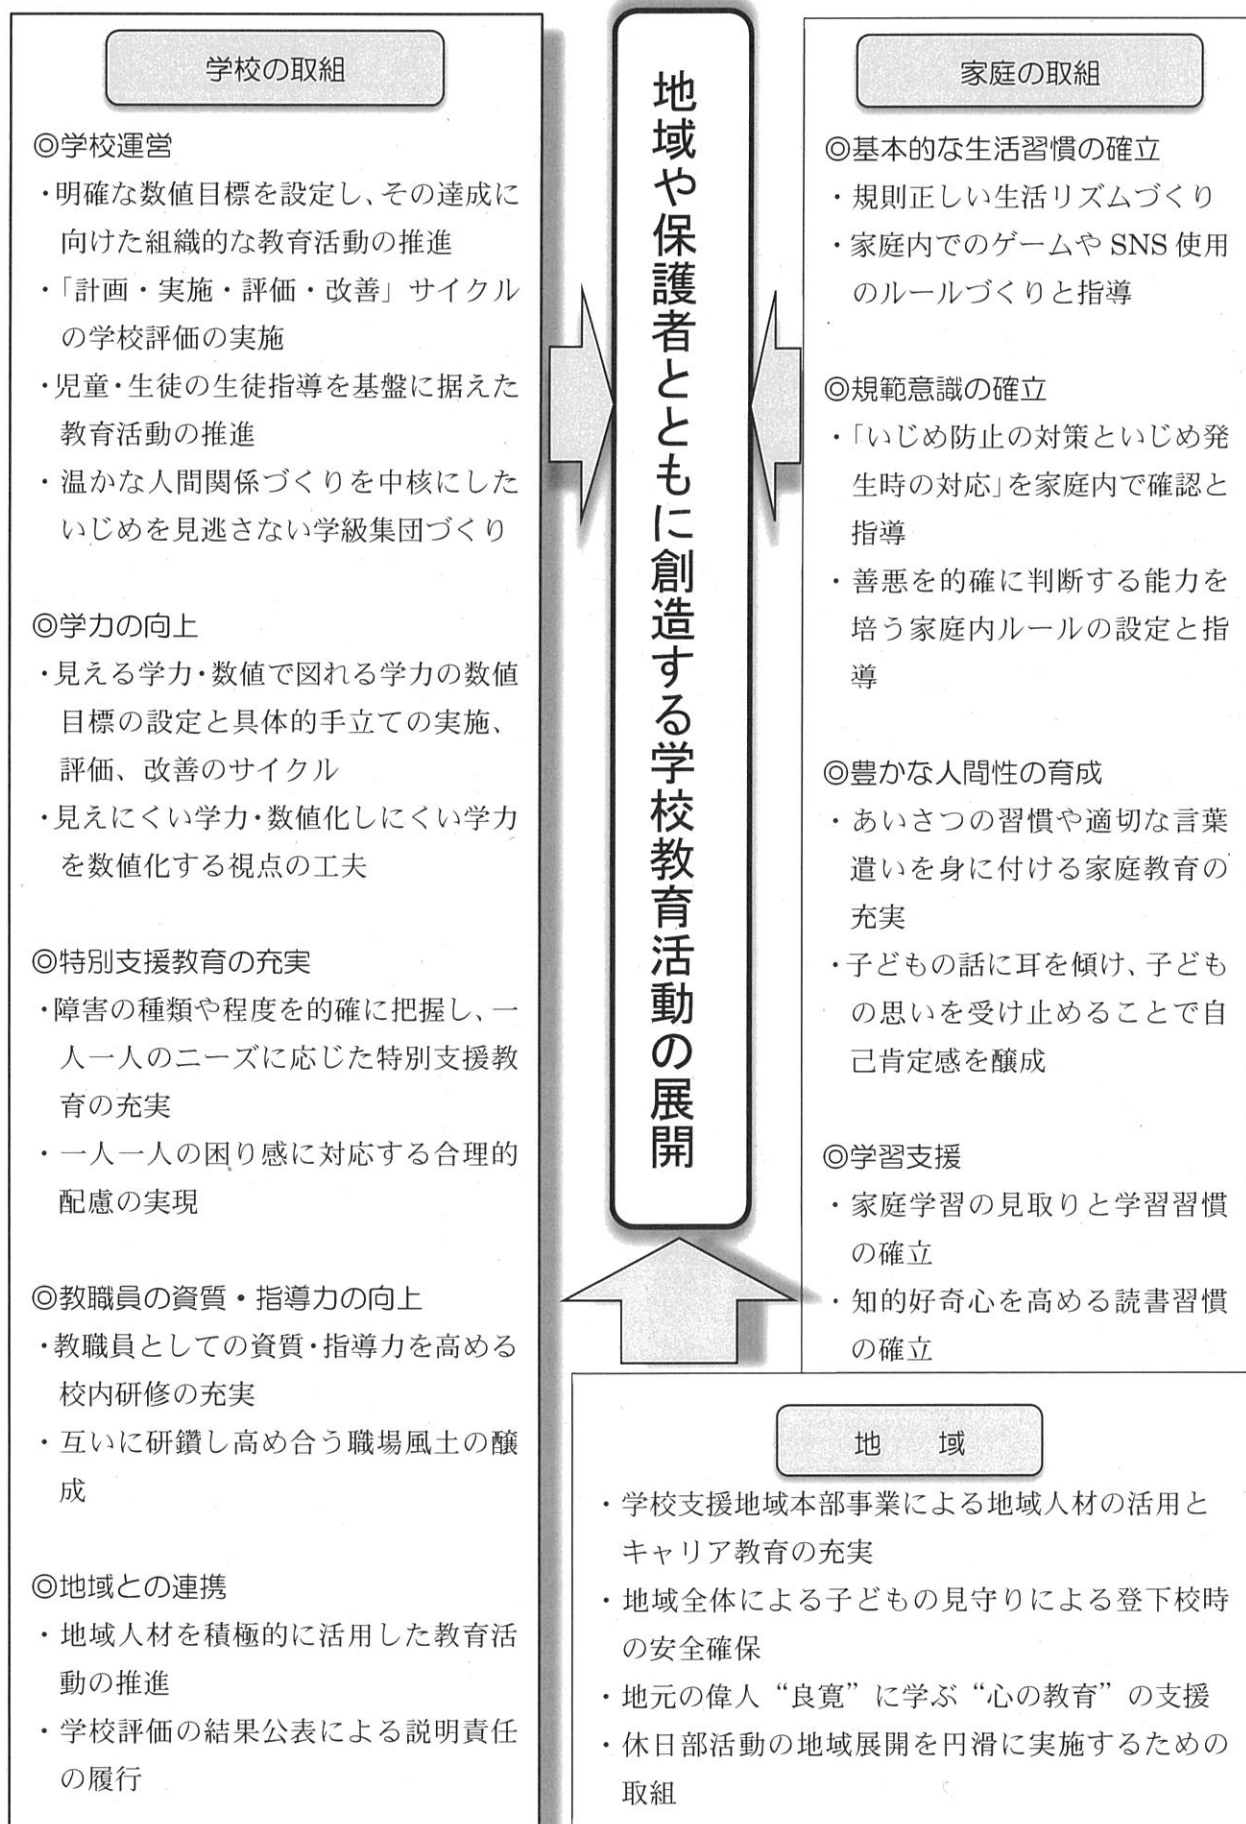 学校の取組
◎学校運営
・明確な数値目標を設定し、その達成に
向けた組織的な教育活動の推進
・「計画・実施・評価・改善」サイクル
の学校評価の実施
・児童・生徒の生徒指導を基盤に据えた
教育活動の推進
・温かな人間関係づくりを中核にした
いじめを見逃さない学級集団づくり
◎学力の向上
・見える学力・数値で図れる学力の数値
目標の設定と具体的手立ての実施、
評価、改善のサイクル
・見えにくい学力・数値化しにくい学力
を数値化する視点の工夫
◎特別支援教育の充実
・障害の種類や程度を的確に把握し、一
人一人のニーズに応じた特別支援教
育の充実
・一人一人の困り感に対応する合理的
配慮の実現
◎教職員の資質・指導力の向上
・教職員としての資質・指導力を高める
校内研修の充実
・互いに研鑽し高め合う職場風土の醸
成
◎地域との連携
・地域人材を積極的に活用した教育活
動の推進
・学校評価の結果公表による説明責任
の履行
地域や保護者とともに創造する学校教育活動の展開
家庭の取組
◎基本的な生活習慣の確立
・規則正しい生活リズムづくり
・家庭内でのゲームや SNS 使用
のルールづくりと指導
◎規範意識の確立
・「いじめ防止の対策といじめ発
生時の対応」を家庭内で確認と
指導
・善悪を的確に判断する能力を
培う家庭内ルールの設定と指
導
◎豊かな人間性の育成
・あいさつの習慣や適切な言葉
遣いを身に付ける家庭教育の
充実
・子どもの話に耳を傾け、子ども
の思いを受け止めることで自
己肯定感を醸成
◎学習支援
・家庭学習の見取りと学習習慣
の確立
・知的好奇心を高める読書習慣
の確立
地　域
・学校支援地域本部事業による地域人材の活用と
キャリア教育の充実
・地域全体による子どもの見守りによる登下校時
の安全確保
・地元の偉人“良寛”に学ぶ“心の教育”の支援
・休日部活動の地域展開を円滑に実施するための
取組